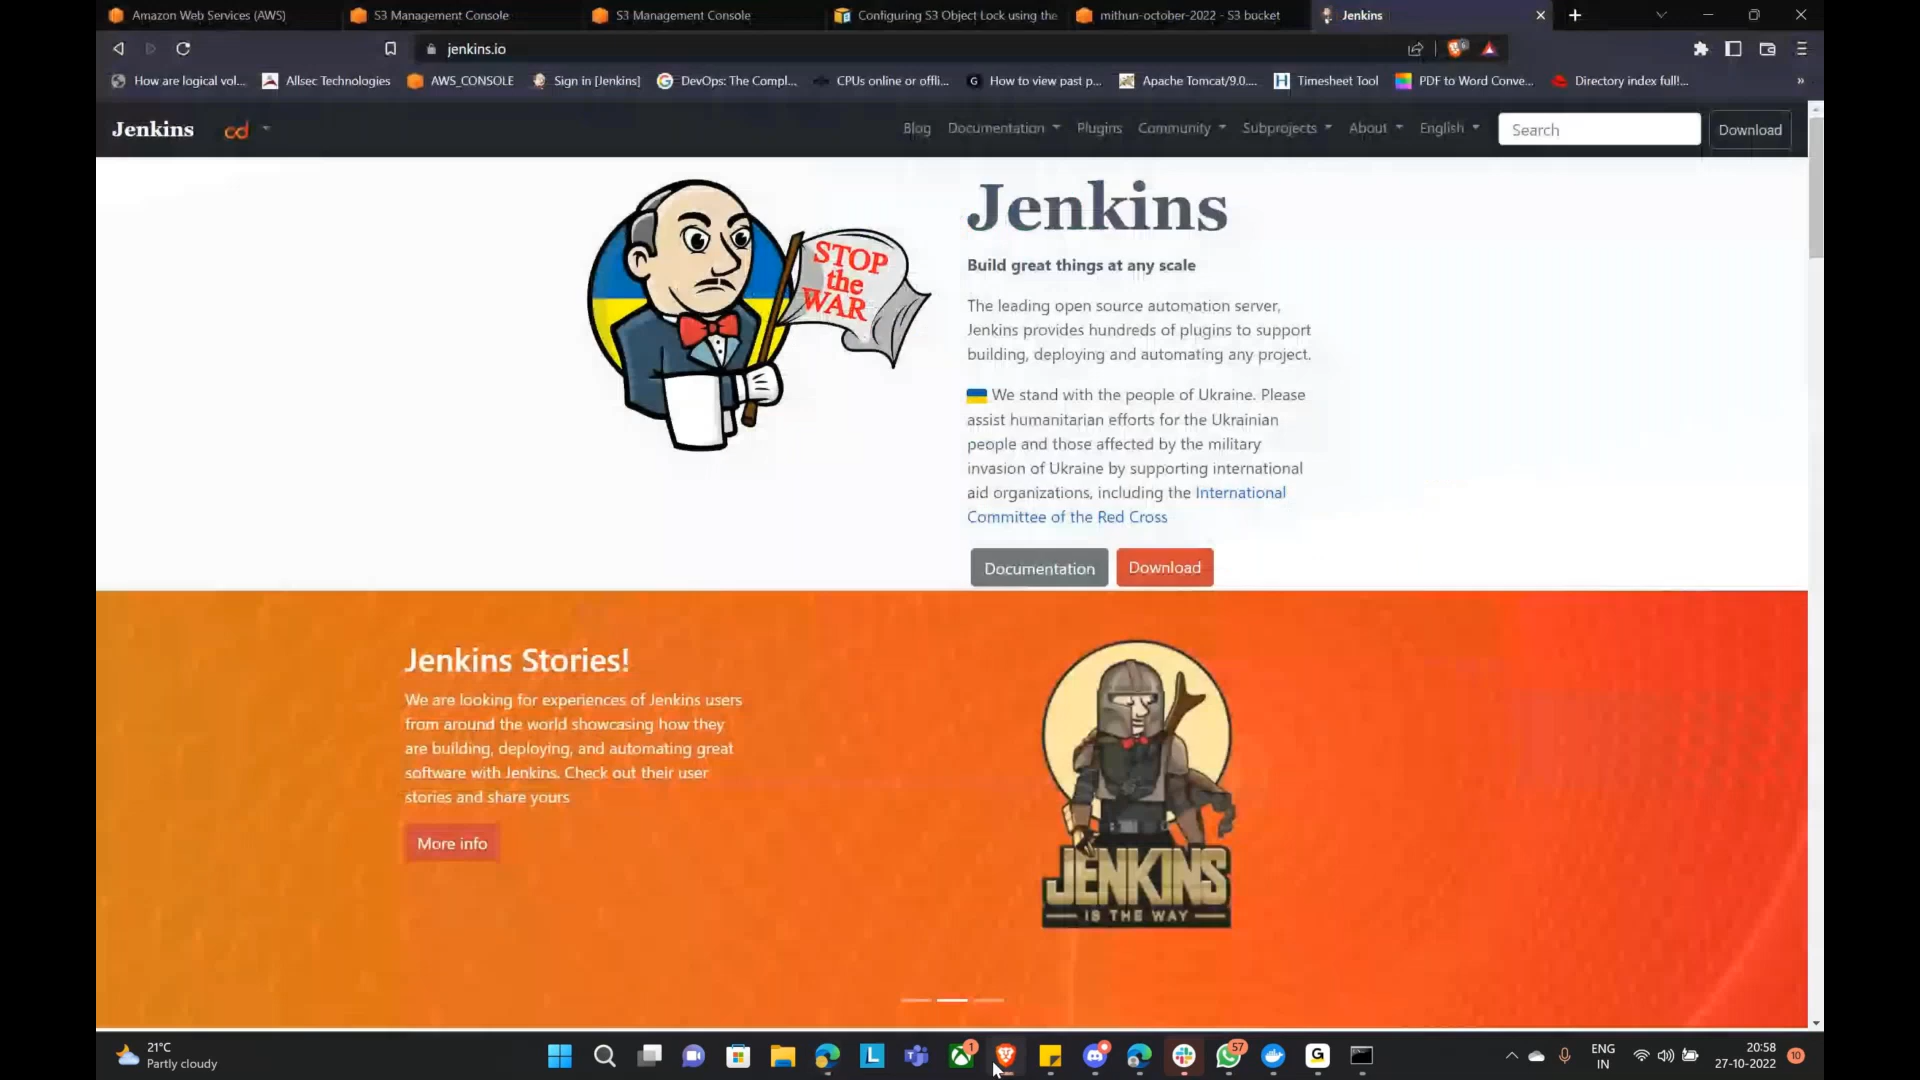 Amazon Web Services (AWS)
S3 Management Console
S3 Management Console
Configuring S3 Object Lock using the
mithun-october-2022 - S3 bucket
Jenkins
jenkins.io
How are logical vol...
Allsec Technologies
AWS_CONSOLE
Sign in [Jenkins]
DevOps: The Compl...
CPUs online or offli...
G How to view past p...
Apache Tomcat/9.0....
H Timesheet Tool
PDF to Word Conve...
Directory index full!...
»
Jenkins
cd
Blog
Documentation
Plugins
Community
Subprojects
About
English
Search
Download
STOP
the
WAR
Jenkins
Build great things at any scale
The leading open source automation server,
Jenkins provides hundreds of plugins to support
building, deploying and automating any project.
We stand with the people of Ukraine. Please
assist humanitarian efforts for the Ukrainian
people and those affected by the military
invasion of Ukraine by supporting international
aid organizations, including the International
Committee of the Red Cross
Documentation
Download
Jenkins Stories!
We are looking for experiences of Jenkins users
from around the world showcasing how they
are building, deploying, and automating great
software with Jenkins. Check out their user
stories and share yours
More info
JENKINS
IS THE WAY
21°C
Partly cloudy
L
1
57
G
ENG
IN
20:58
27-10-2022
10